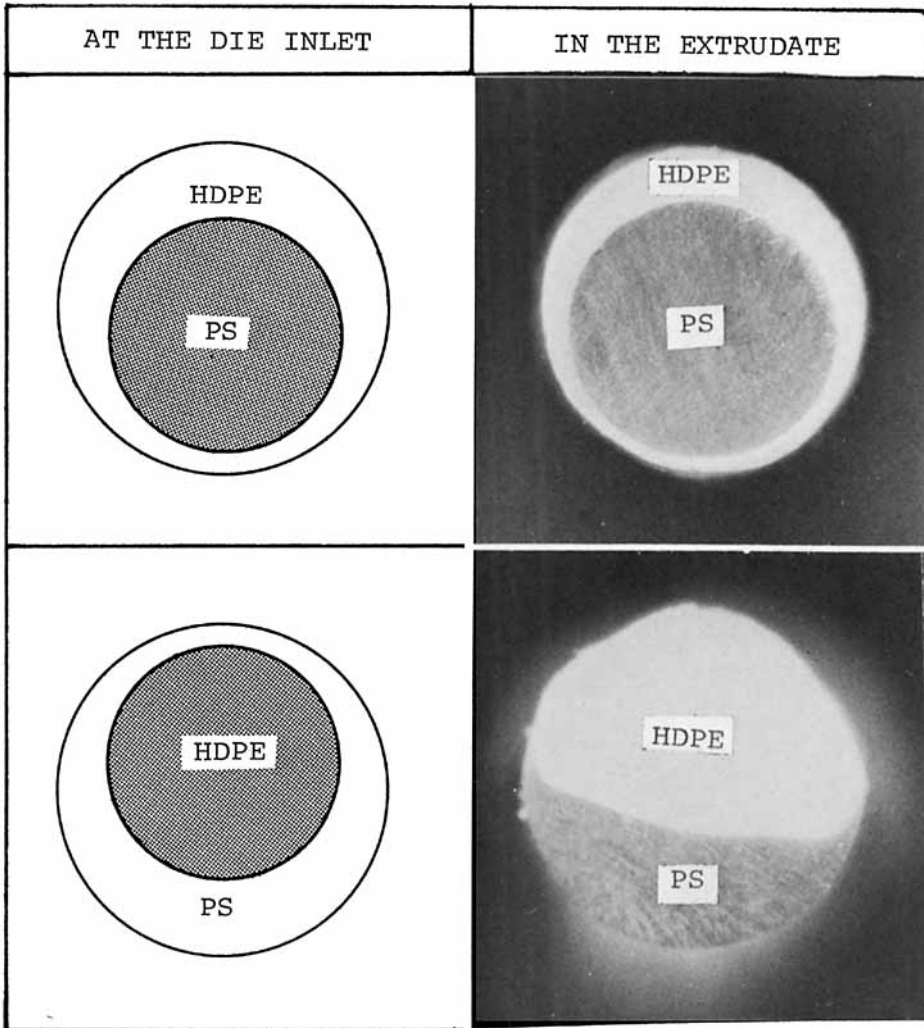 AT THE DIE INLET
IN THE EXTRUDATE
HDPE
PS
HDPE
PS
HDPE
PS
HDPE
PS